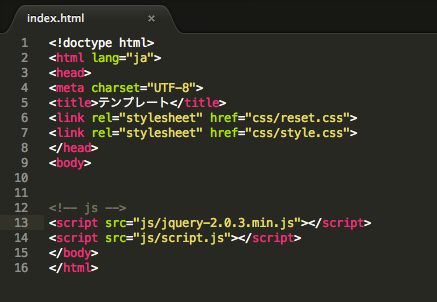 index.html ×
1 <!doctype html>
2 <html lang="ja">
3 <head>
4 <meta charset="UTF-8">
5 <title>テンプレート</title>
6 <link rel="stylesheet" href="css/reset.css">
7 <link rel="stylesheet" href="css/style.css">
8 </head>
9 <body>
10
11
12 <!-- js -->
13 <script src="js/jquery-2.0.3.min.js"></script>
14 <script src="js/script.js"></script>
15 </body>
16 </html>